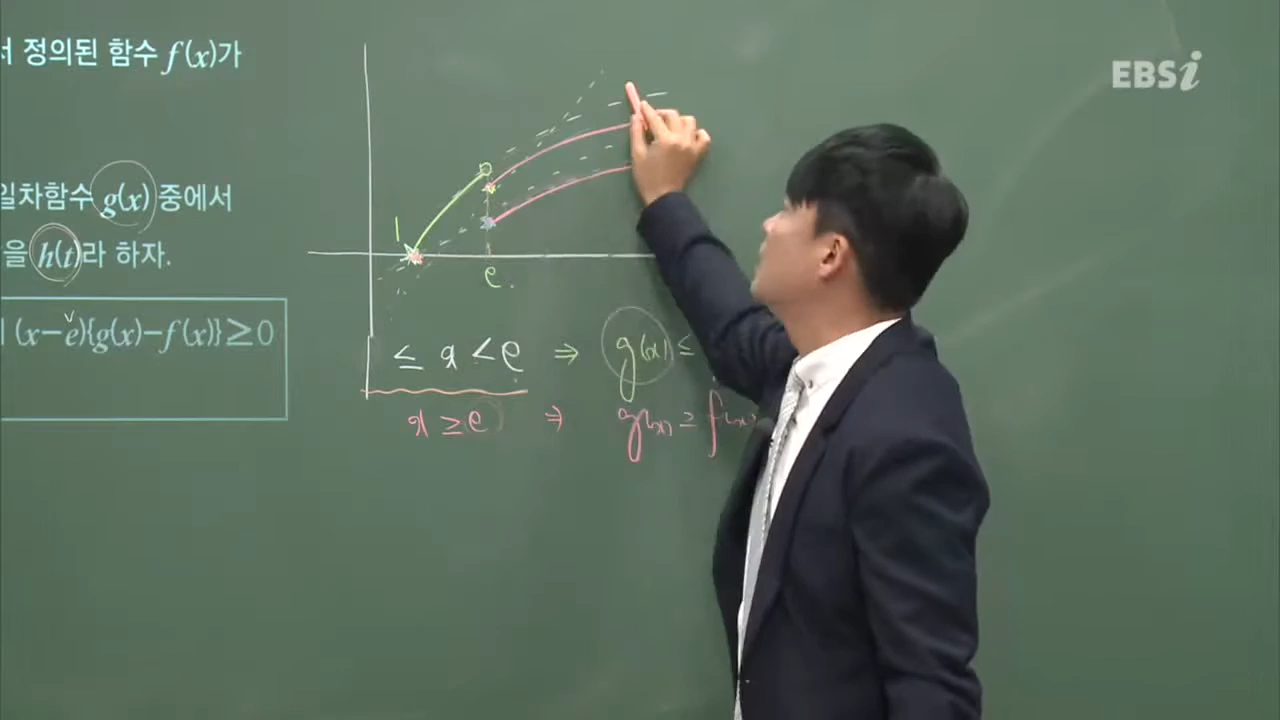 서 정의된 함수 f(x)가
EBSi
일차함수 g(x) 중에서
을 h(t)라 하자.
(x-e){g(x)-f(x)}≥0
1
e
≤ x < e ⇒ g(x) ≤
x ≥ e ⇒ g(x) ≥ f(x)